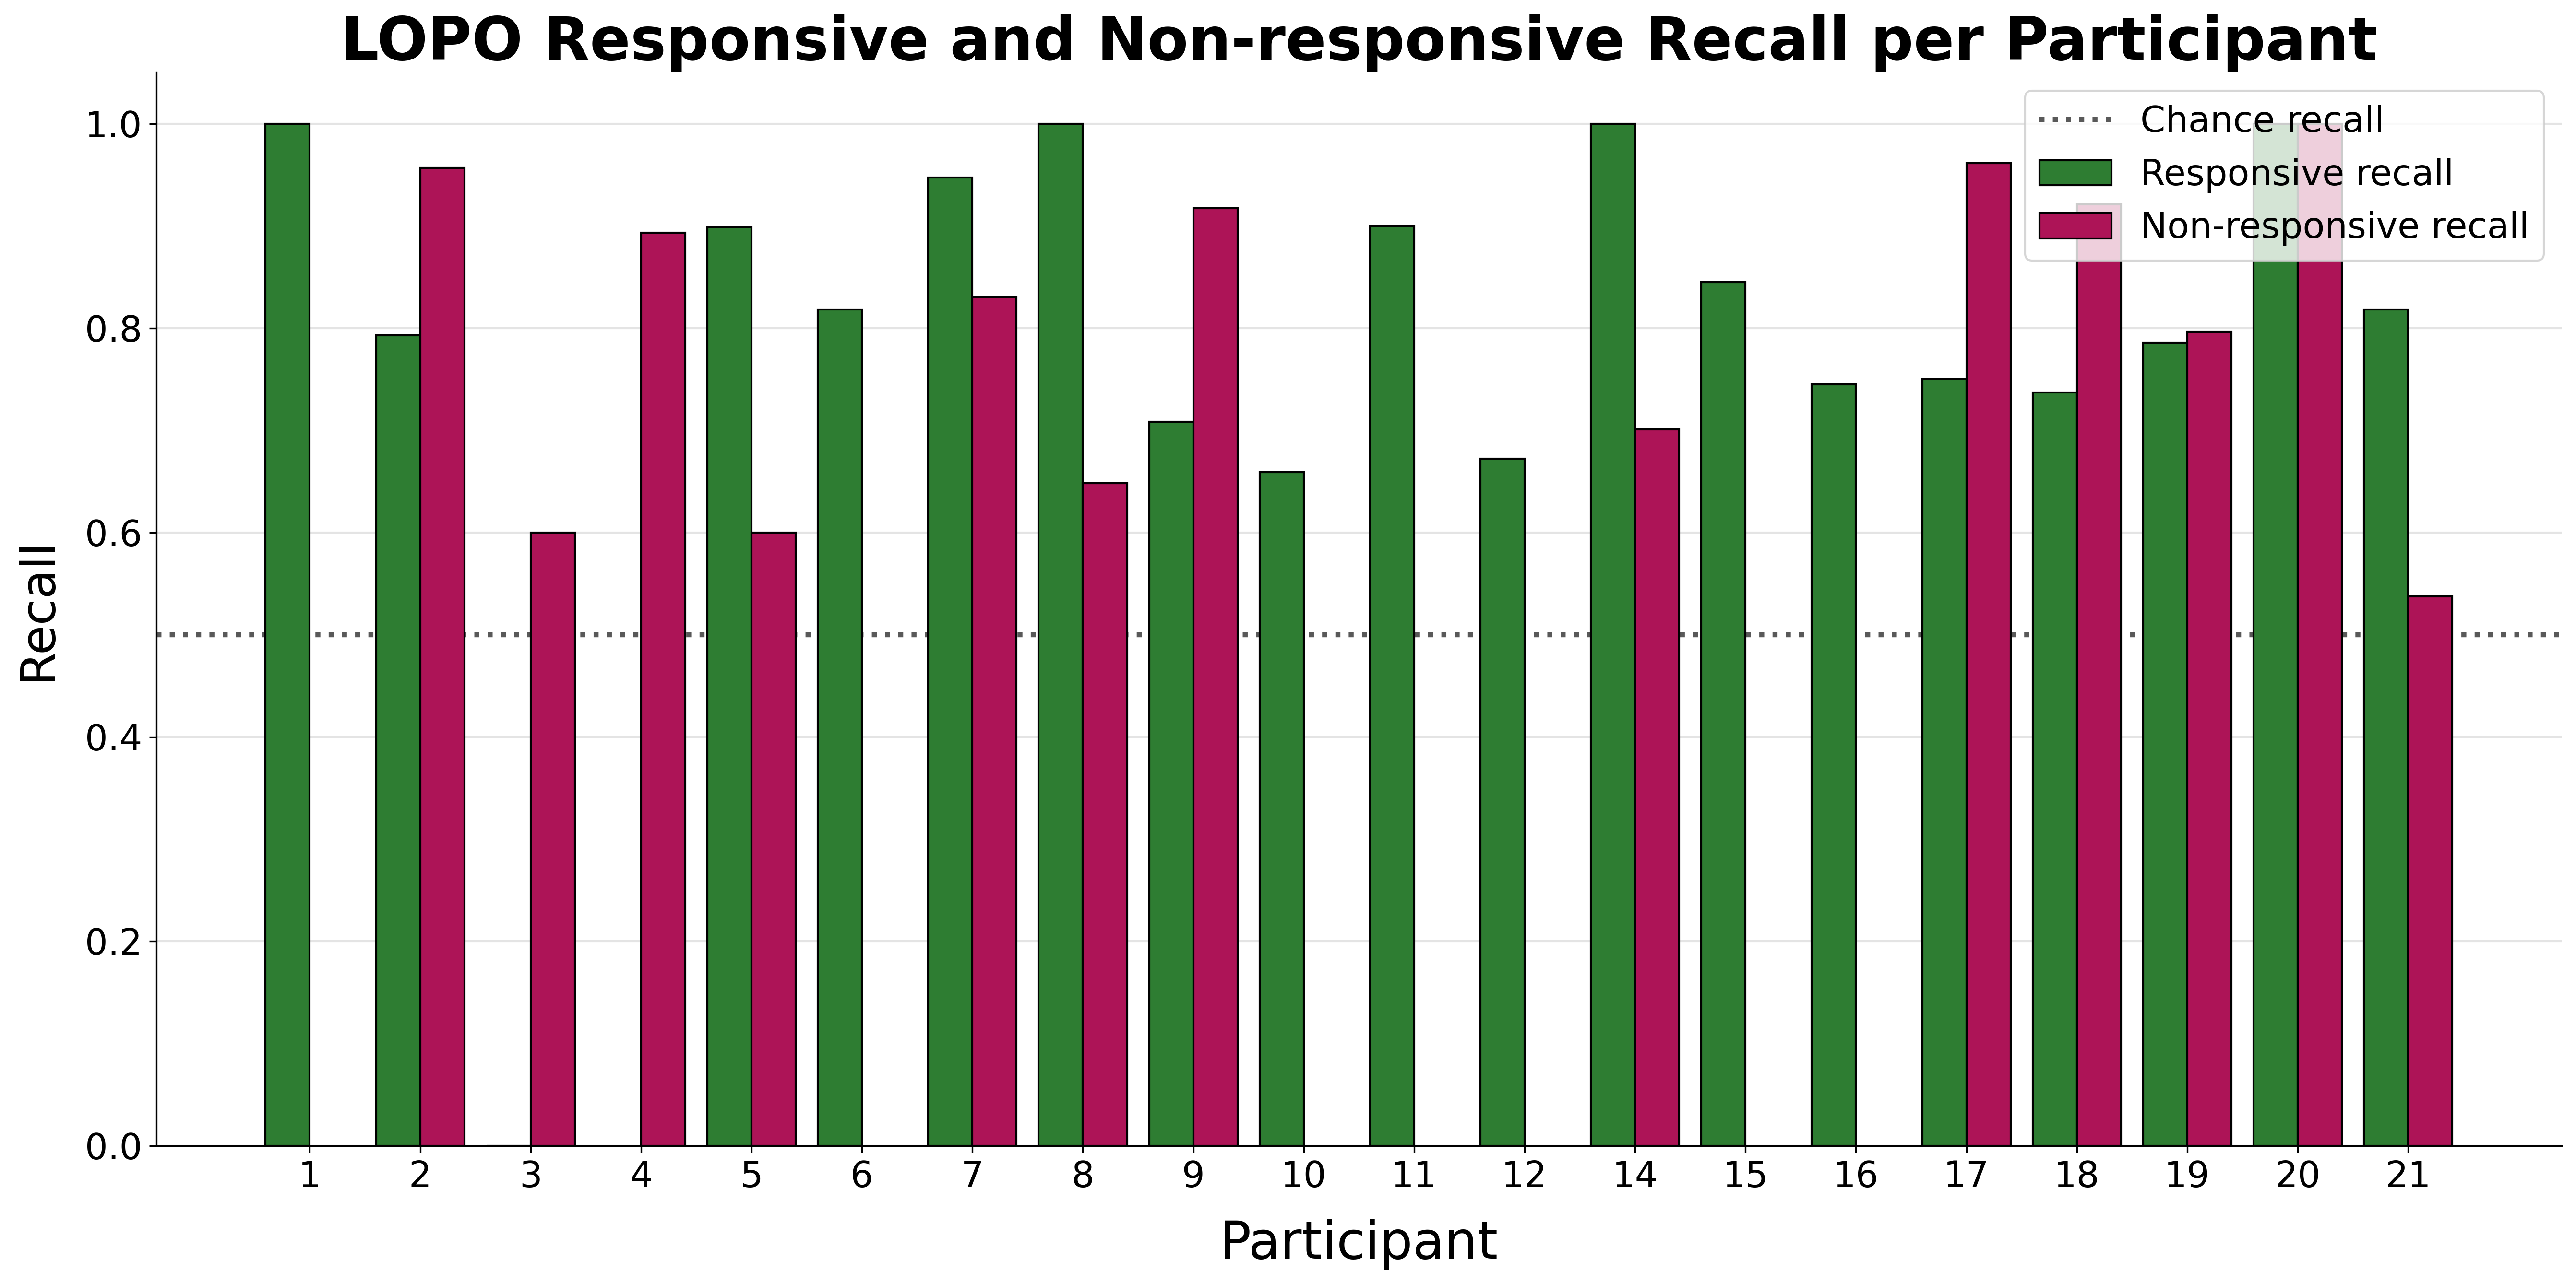 LOPO Responsive and Non-responsive Recall per Participant
Chance recall
Responsive recall
Non-responsive recall
1.0
0.8
0.6
0.4
0.2
0.0
Recall
1 2 3 4 5 6 7 8 9 10 11 12 14 15 16 17 18 19 20 21
Participant